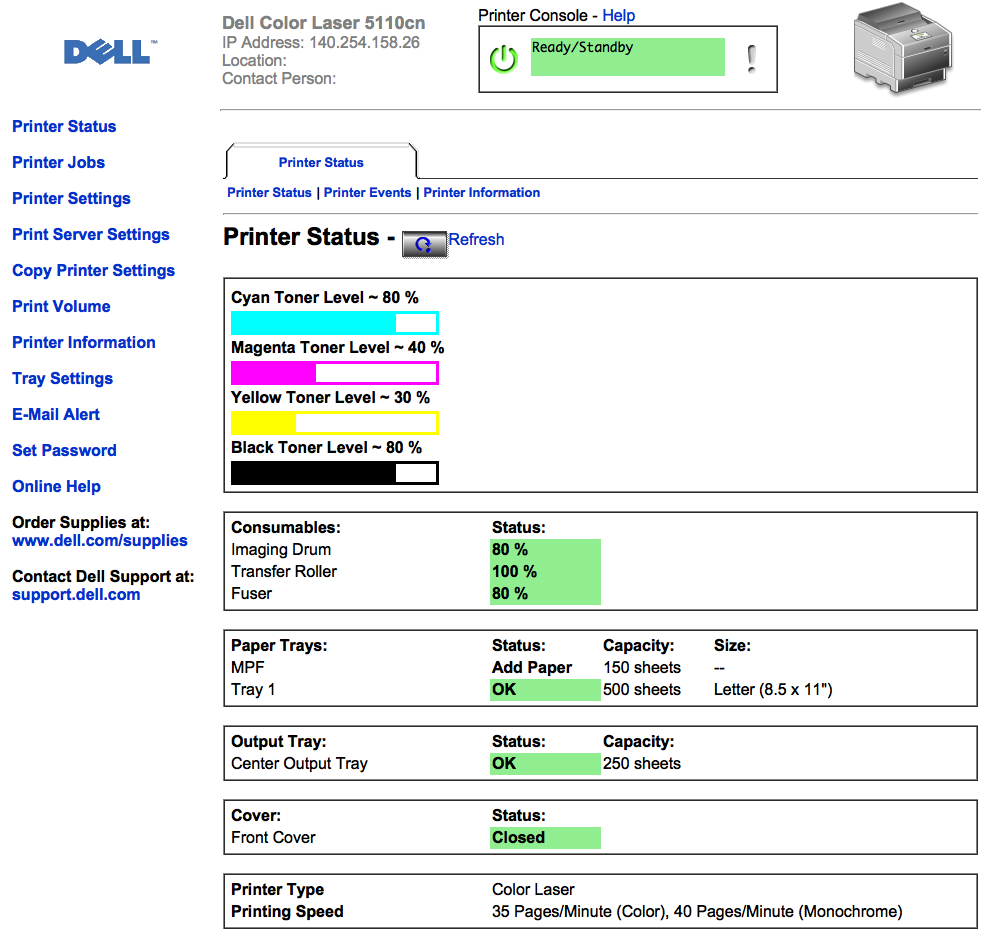 DELL™
Dell Color Laser 5110cn
IP Address: 140.254.158.26
Location:
Contact Person:
Printer Console - Help
Ready/Standby
!
Printer Status
Printer Jobs
Printer Settings
Print Server Settings
Copy Printer Settings
Print Volume
Printer Information
Tray Settings
E-Mail Alert
Set Password
Online Help
Order Supplies at:
www.dell.com/supplies
Contact Dell Support at:
support.dell.com
Printer Status
Printer Status | Printer Events | Printer Information
Printer Status - Refresh
Cyan Toner Level ~ 80 %
Magenta Toner Level ~ 40 %
Yellow Toner Level ~ 30 %
Black Toner Level ~ 80 %
Consumables: Status:
Imaging Drum 80 %
Transfer Roller 100 %
Fuser 80 %
Paper Trays: Status: Capacity: Size:
MPF Add Paper 150 sheets --
Tray 1 OK 500 sheets Letter (8.5 x 11")
Output Tray: Status: Capacity:
Center Output Tray OK 250 sheets
Cover: Status:
Front Cover Closed
Printer Type Color Laser
Printing Speed 35 Pages/Minute (Color), 40 Pages/Minute (Monochrome)